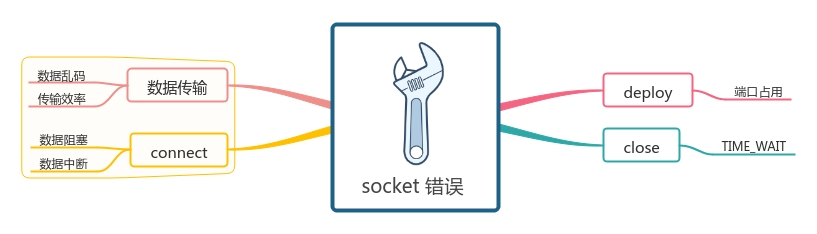 数据乱码
传输效率
数据传输
数据阻塞
数据中断
connect
socket 错误
deploy
端口占用
close
TIME_WAIT